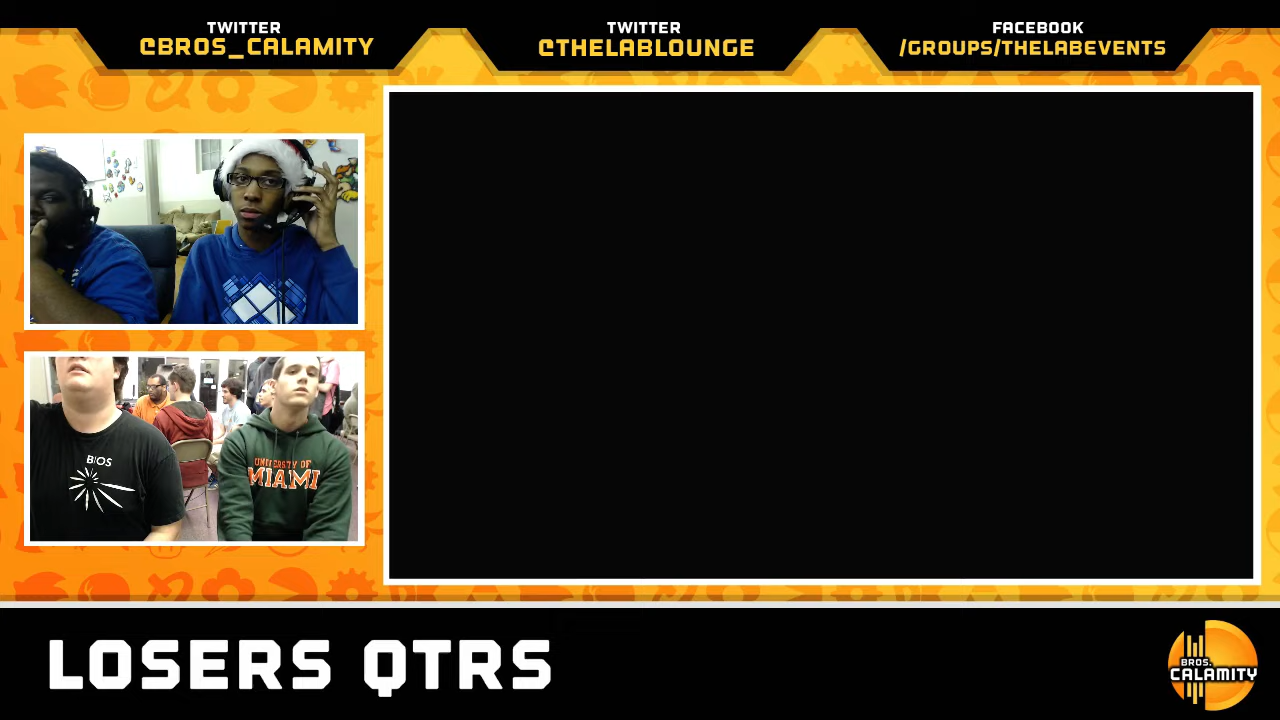 TWITTER
@BROS_CALAMITY
TWITTER
@THELABLOUNGE
FACEBOOK
/GROUPS/THELABEVENTS
BIOS
UNIVERSITY OF
MIAMI
LOSERS QTRS
BROS.
CALAMITY